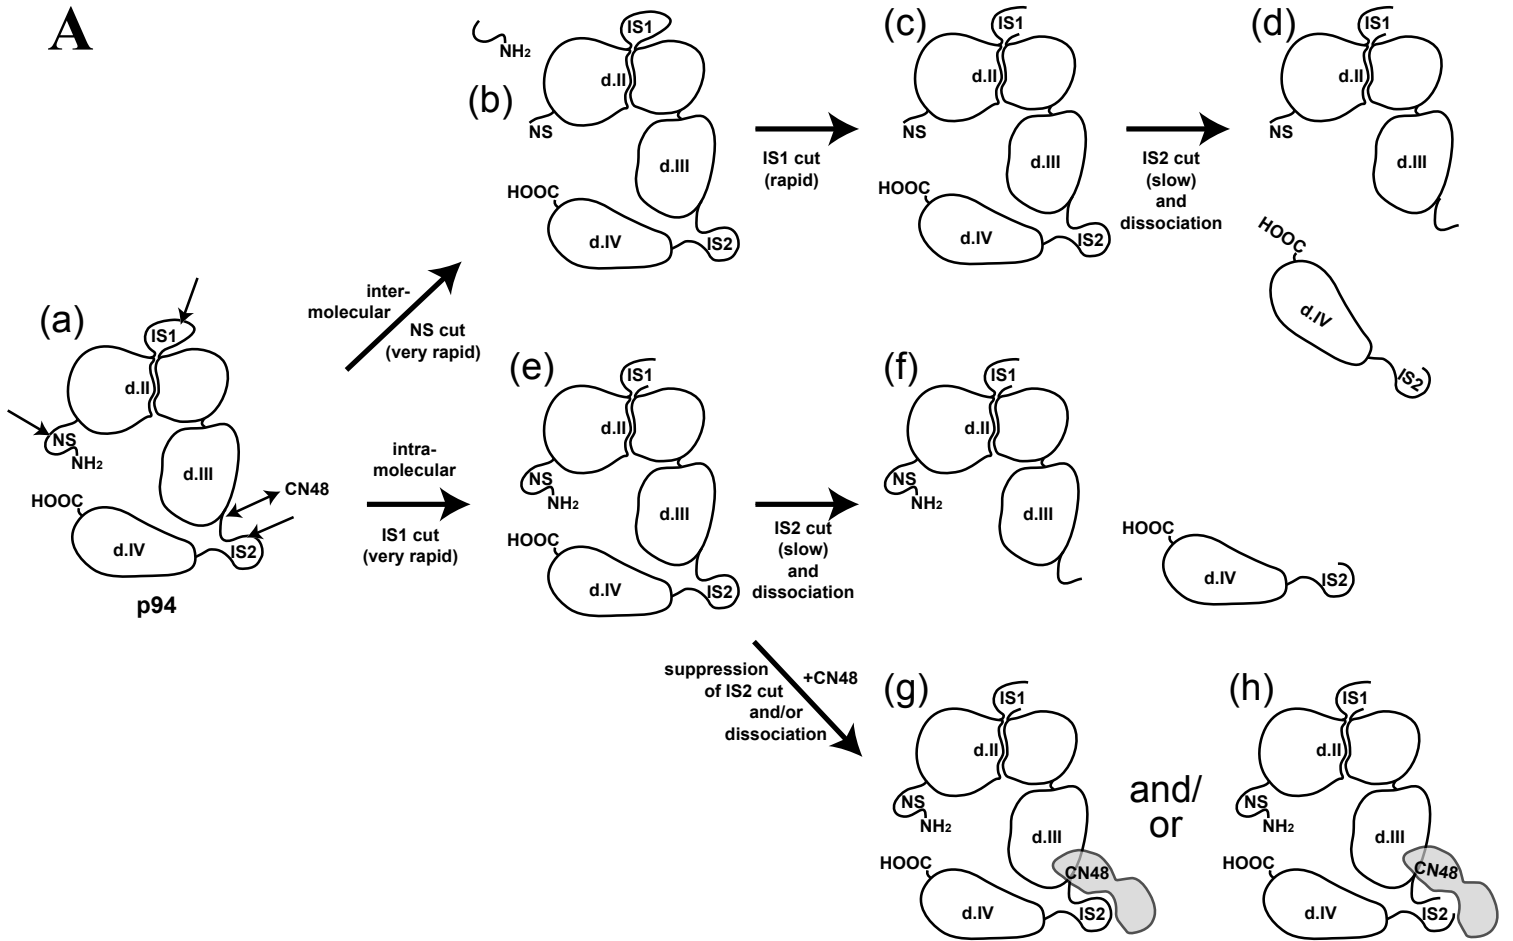 A
(a)
IS1
d.II
NS
NH2
d.III
CN48
HOOC
d.IV
IS2
p94
inter-
molecular
NS cut
(very rapid)
intra-
molecular
IS1 cut
(very rapid)
(b)
NH2
IS1
d.II
NS
d.III
HOOC
d.IV
IS2
IS1 cut
(rapid)
(c)
IS1
d.II
NS
d.III
HOOC
d.IV
IS2
IS2 cut
(slow)
and
dissociation
(d)
IS1
d.II
NS
d.III
HOOC
d.IV
IS2
(e)
IS1
d.II
NS
NH2
d.III
HOOC
d.IV
IS2
IS2 cut
(slow)
and
dissociation
(f)
IS1
d.II
NS
NH2
d.III
HOOC
d.IV
IS2
suppression
of IS2 cut
and/or
dissociation
+CN48
(g)
IS1
d.II
NS
NH2
d.III
CN48
HOOC
d.IV
IS2
and/
or
(h)
IS1
d.II
NS
NH2
d.III
CN48
HOOC
d.IV
IS2